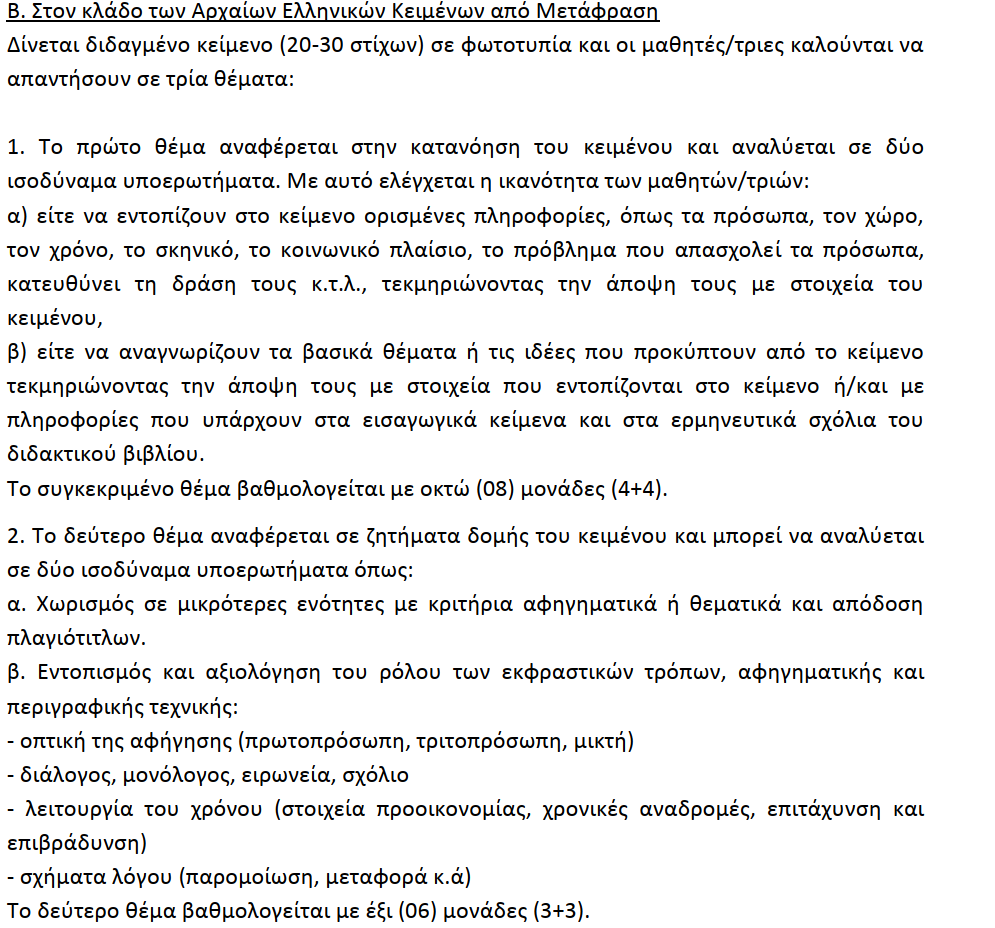 Β. Στον κλάδο των Αρχαίων Ελληνικών Κειμένων από Μετάφραση
Δίνεται διδαγμένο κείμενο (20-30 στίχων) σε φωτοτυπία και οι μαθητές/τριες καλούνται να
απαντήσουν σε τρία θέματα:
1. Το πρώτο θέμα αναφέρεται στην κατανόηση του κειμένου και αναλύεται σε δύο
ισοδύναμα υποερωτήματα. Με αυτό ελέγχεται η ικανότητα των μαθητών/τριών:
α) είτε να εντοπίζουν στο κείμενο ορισμένες πληροφορίες, όπως τα πρόσωπα, τον χώρο,
τον χρόνο, το σκηνικό, το κοινωνικό πλαίσιο, το πρόβλημα που απασχολεί τα πρόσωπα,
κατευθύνει τη δράση τους κ.τ.λ., τεκμηριώνοντας την άποψη τους με στοιχεία του
κειμένου,
β) είτε να αναγνωρίζουν τα βασικά θέματα ή τις ιδέες που προκύπτουν από το κείμενο
τεκμηριώνοντας την άποψη τους με στοιχεία που εντοπίζονται στο κείμενο ή/και με
πληροφορίες που υπάρχουν στα εισαγωγικά κείμενα και στα ερμηνευτικά σχόλια του
διδακτικού βιβλίου.
Το συγκεκριμένο θέμα βαθμολογείται με οκτώ (08) μονάδες (4+4).
2. Το δεύτερο θέμα αναφέρεται σε ζητήματα δομής του κειμένου και μπορεί να αναλύεται
σε δύο ισοδύναμα υποερωτήματα όπως:
α. Χωρισμός σε μικρότερες ενότητες με κριτήρια αφηγηματικά ή θεματικά και απόδοση
πλαγιότιτλων.
β. Εντοπισμός και αξιολόγηση του ρόλου των εκφραστικών τρόπων, αφηγηματικής και
περιγραφικής τεχνικής:
- οπτική της αφήγησης (πρωτοπρόσωπη, τριτοπρόσωπη, μικτή)
- διάλογος, μονόλογος, ειρωνεία, σχόλιο
- λειτουργία του χρόνου (στοιχεία προοικονομίας, χρονικές αναδρομές, επιτάχυνση και
επιβράδυνση)
- σχήματα λόγου (παρομοίωση, μεταφορά κ.ά)
Το δεύτερο θέμα βαθμολογείται με έξι (06) μονάδες (3+3).